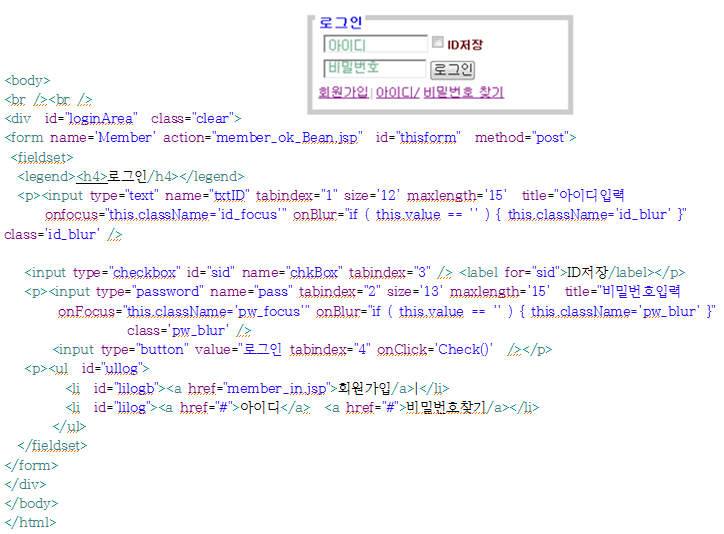 로그인
아이디 ID저장
비밀번호 로그인
회원가입| 아이디/ 비밀번호 찾기
<body>
<br /><br />
<div id="loginArea" class="clear">
<form name='Member' action="member_ok_Bean.jsp" id="thisform" method="post">
<fieldset>
<legend><h4>로그인/h4></legend>
<p><input type="text" name="txtID" tabindex="1" size='12' maxlength='15' title="아이디입력
onfocus="this.className='id_focus'" onBlur="if ( this.value == '' ) { this.className='id_blur' }"
class='id_blur' />
<input type="checkbox" id="sid" name="chkBox" tabindex="3" /> <label for="sid">ID저장/label></p>
<p><input type="password" name="pass" tabindex="2" size='13' maxlength='15' title="비밀번호입력
onFocus="this.className='pw_focus'" onBlur="if ( this.value == '' ) { this.className='pw_blur' }"
class='pw_blur' />
<input type="button" value="로그인 tabindex="4" onClick='Check()' /></p>
<p><ul id="ullog">
<li id="lilogb"><a href="member_in.jsp">회원가입/a>|</li>
<li id="lilog"><a href="#">아이디</a> <a href="#">비밀번호찾기/a></li>
</ul>
</fieldset>
</form>
</div>
</body>
</html>